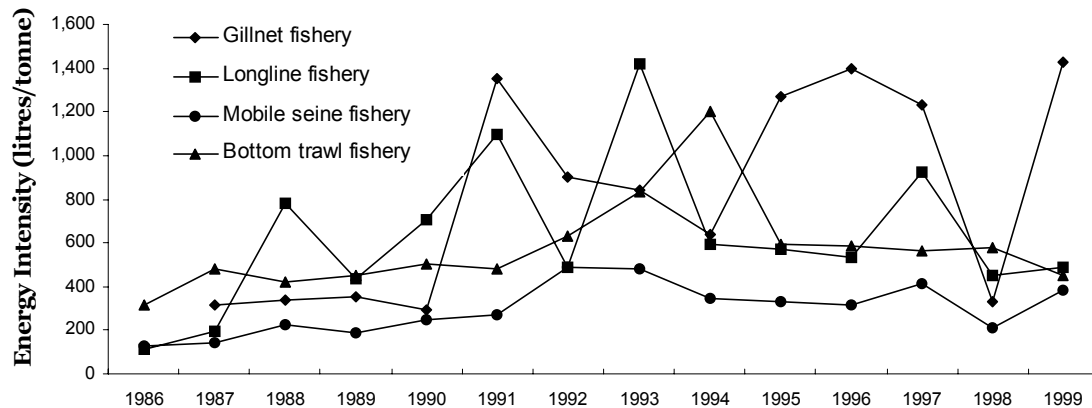 Energy Intensity (litres/tonne)
1,600
1,400
1,200
1,000
800
600
400
200
0
Gillnet fishery
Longline fishery
Mobile seine fishery
Bottom trawl fishery
1986 1987 1988 1989 1990 1991 1992 1993 1994 1995 1996 1997 1998 1999